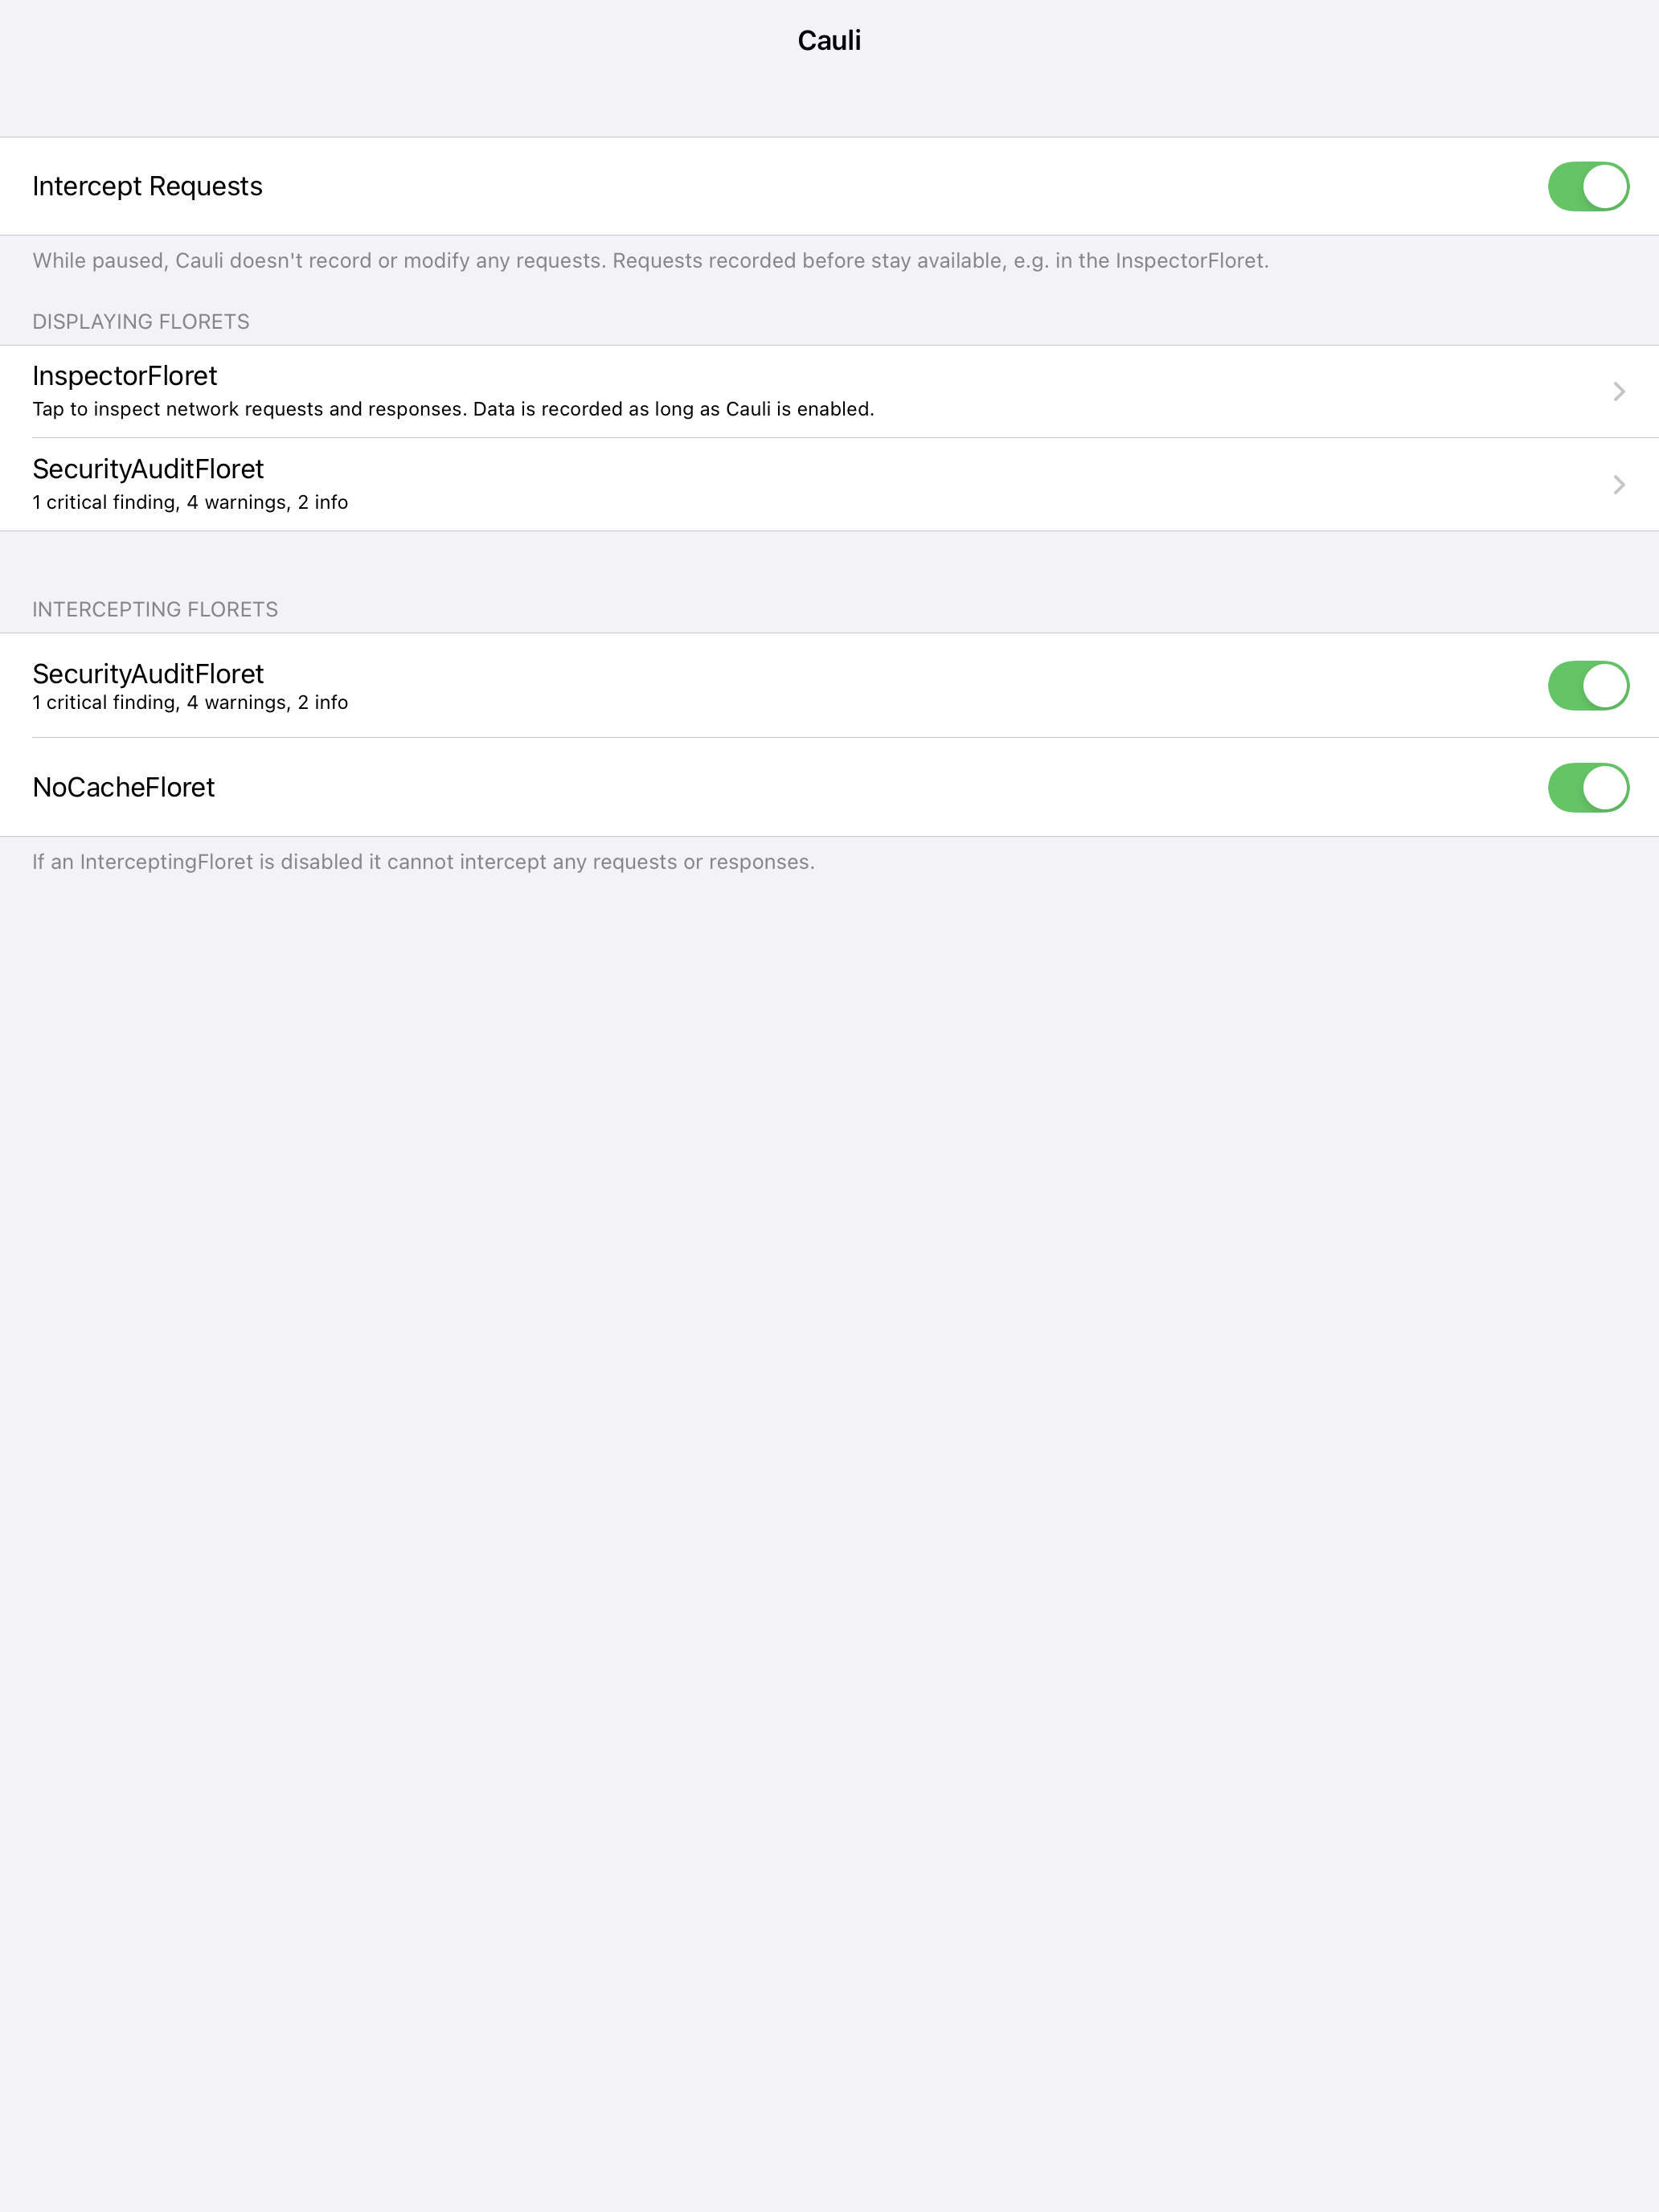 Cauli
Intercept Requests
While paused, Cauli doesn't record or modify any requests. Requests recorded before stay available, e.g. in the InspectorFloret.
DISPLAYING FLORETS
InspectorFloret
Tap to inspect network requests and responses. Data is recorded as long as Cauli is enabled.
SecurityAuditFloret
1 critical finding, 4 warnings, 2 info
INTERCEPTING FLORETS
SecurityAuditFloret
1 critical finding, 4 warnings, 2 info
NoCacheFloret
If an InterceptingFloret is disabled it cannot intercept any requests or responses.